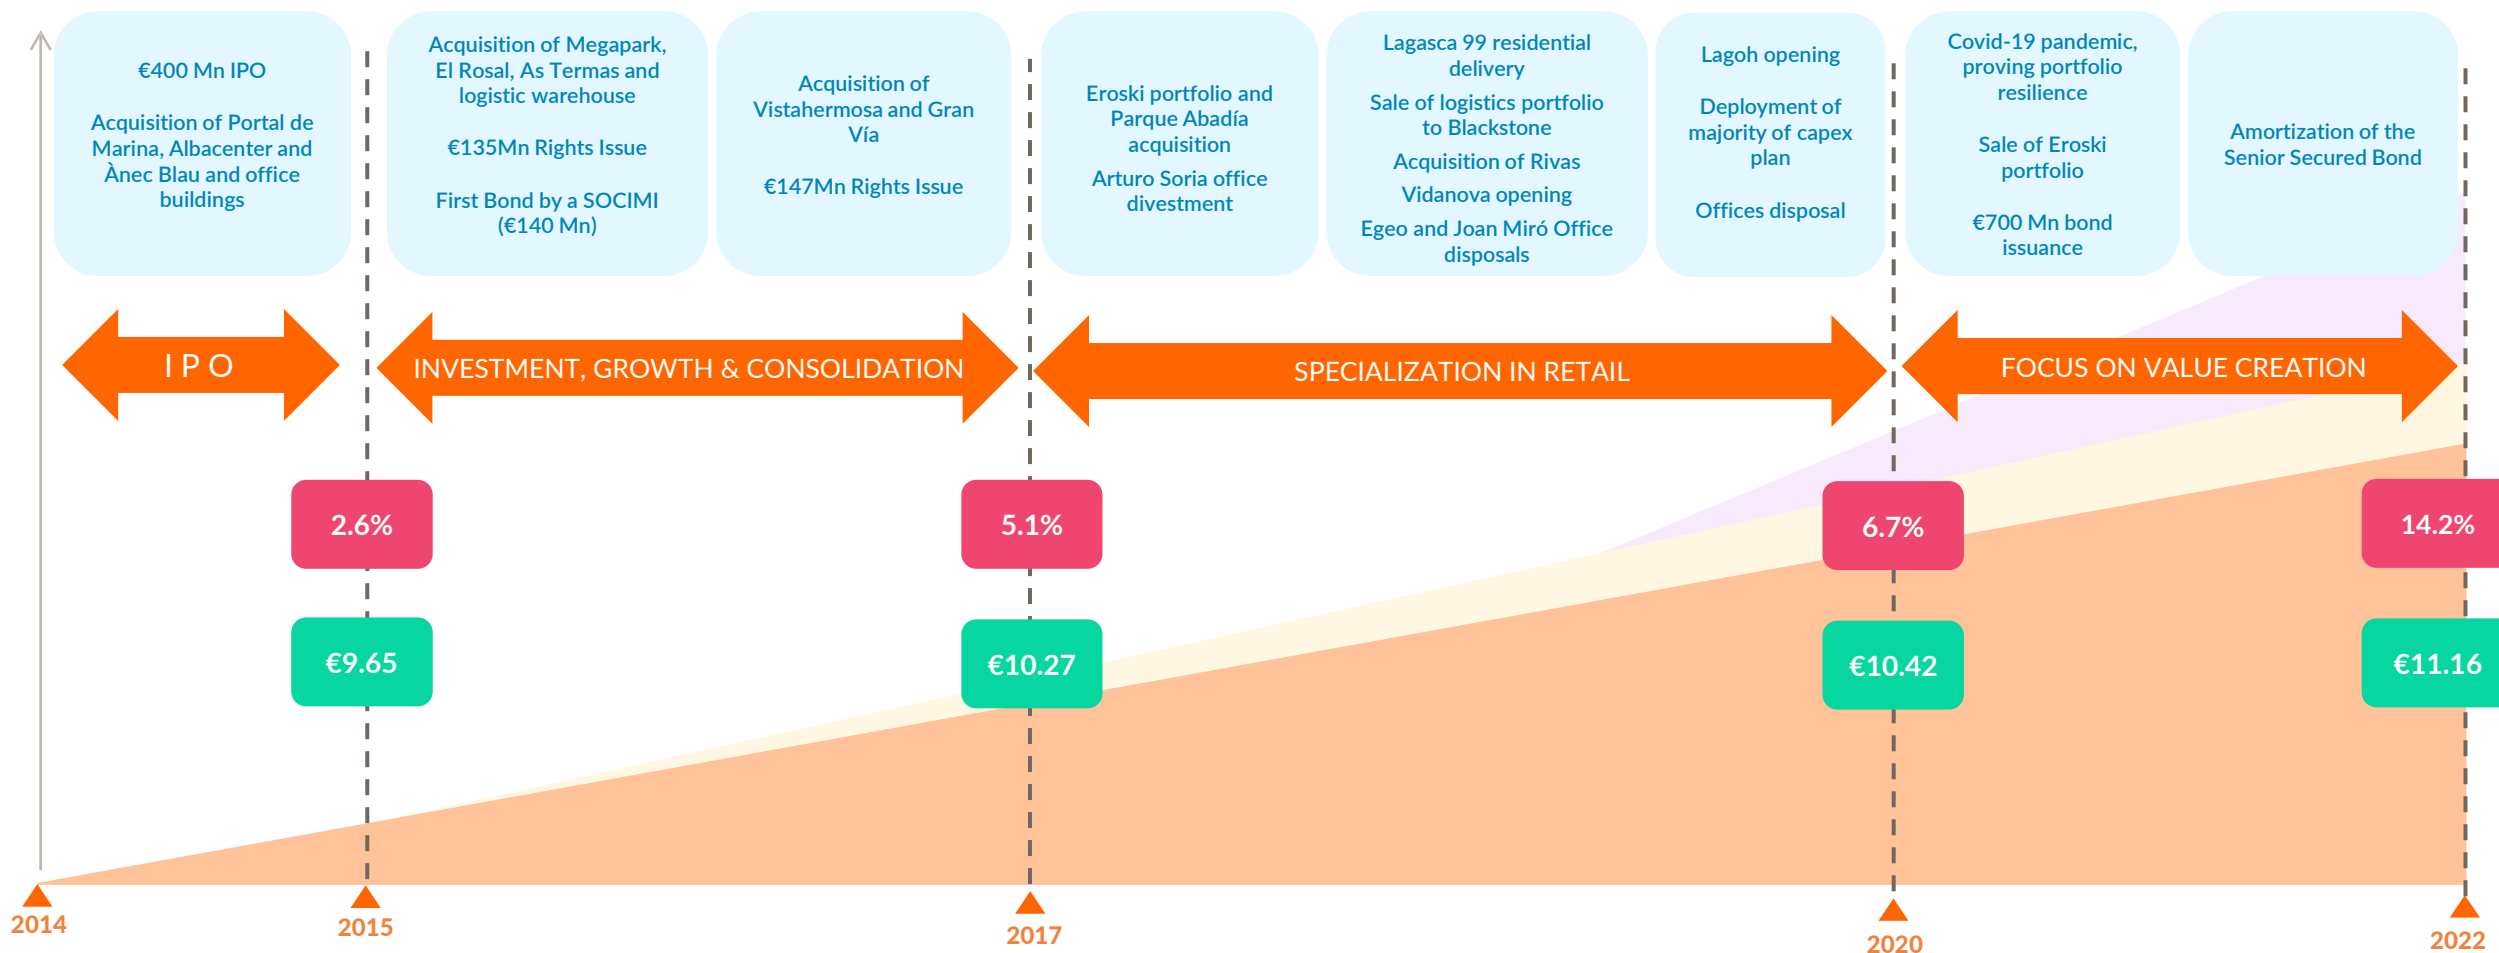 €400 Mn IPO
Acquisition of Portal de
Marina, Albacenter and
Ànec Blau and office
buildings
Acquisition of Megapark,
El Rosal, As Termas and
logistic warehouse
€135Mn Rights Issue
First Bond by a SOCIMI
(€140 Mn)
Acquisition of
Vistahermosa and Gran
Vía
€147Mn Rights Issue
Eroski portfolio and
Parque Abadía
acquisition
Arturo Soria office
divestment
Lagasca 99 residential
delivery
Sale of logistics portfolio
to Blackstone
Acquisition of Rivas
Vidanova opening
Egeo and Joan Miró Office
disposals
Lagoh opening
Deployment of
majority of capex
plan
Offices disposal
Covid-19 pandemic,
proving portfolio
resilience
Sale of Eroski
portfolio
€700 Mn bond
issuance
Amortization of the
Senior Secured Bond
I P O
INVESTMENT, GROWTH & CONSOLIDATION
SPECIALIZATION IN RETAIL
FOCUS ON VALUE CREATION
2.6%
5.1%
6.7%
14.2%
€9.65
€10.27
€10.42
€11.16
2014
2015
2017
2020
2022